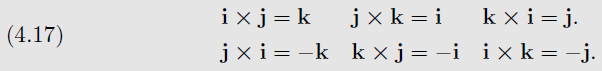 (4.17)
i × j = k    j × k = i    k × i = j.
j × i = −k    k × j = −i    i × k = −j.